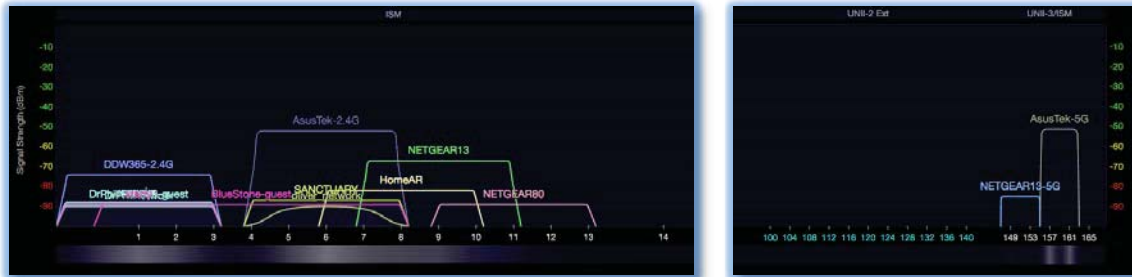 ISM
-10
-20
-30
-40
-50
-60
-70
-80
-90
Signal Strength (dBm)
AsusTek-2.4G
NETGEAR13
DDW365-2.4G
HomeAR
SANCTUARY
BlueStone-guest
NETGEAR80
1 2 3 4 5 6 7 8 9 10 11 12 13 14
UNII-2 Ext UNII-3/ISM
-10
-20
-30
-40
-50
-60
-70
-80
-90
AsusTek-5G
NETGEAR13-5G
100 104 108 112 116 120 124 128 132 136 140 149 153 157 161 165